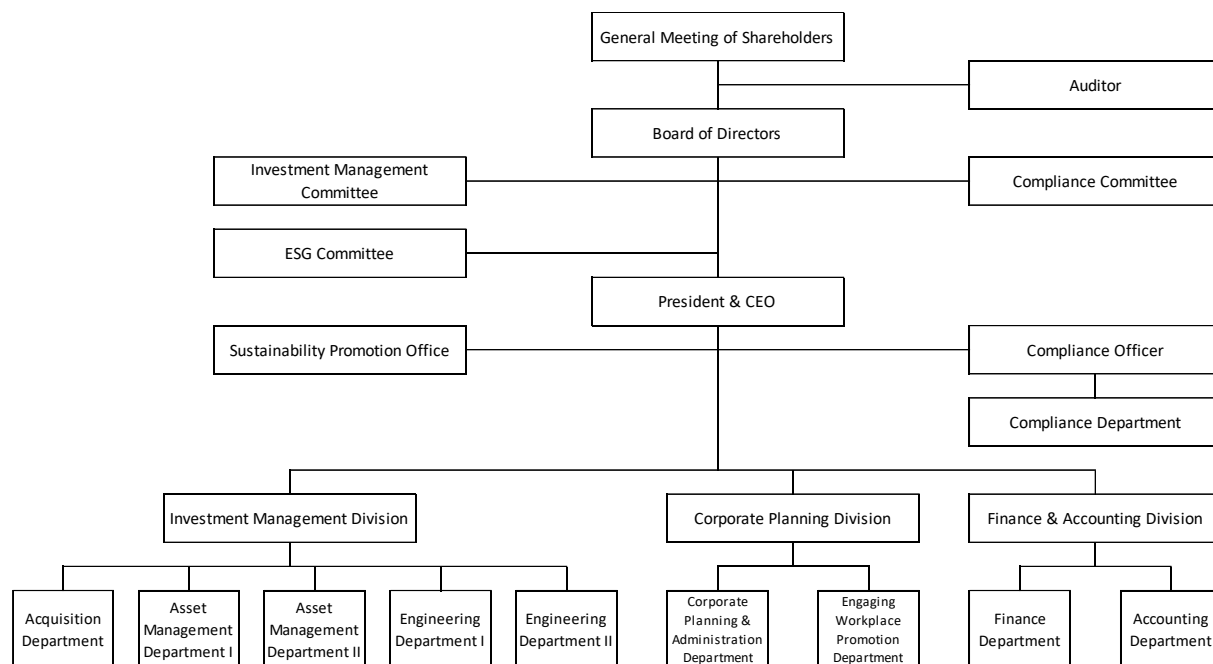 General Meeting of Shareholders
Auditor
Board of Directors
Investment Management
Committee
Compliance Committee
ESG Committee
President & CEO
Sustainability Promotion Office
Compliance Officer
Compliance Department
Investment Management Division
Corporate Planning Division
Finance & Accounting Division
Acquisition
Department
Asset
Management
Department I
Asset
Management
Department II
Engineering
Department I
Engineering
Department II
Corporate
Planning &
Administration
Department
Engaging
Workplace
Promotion
Department
Finance
Department
Accounting
Department